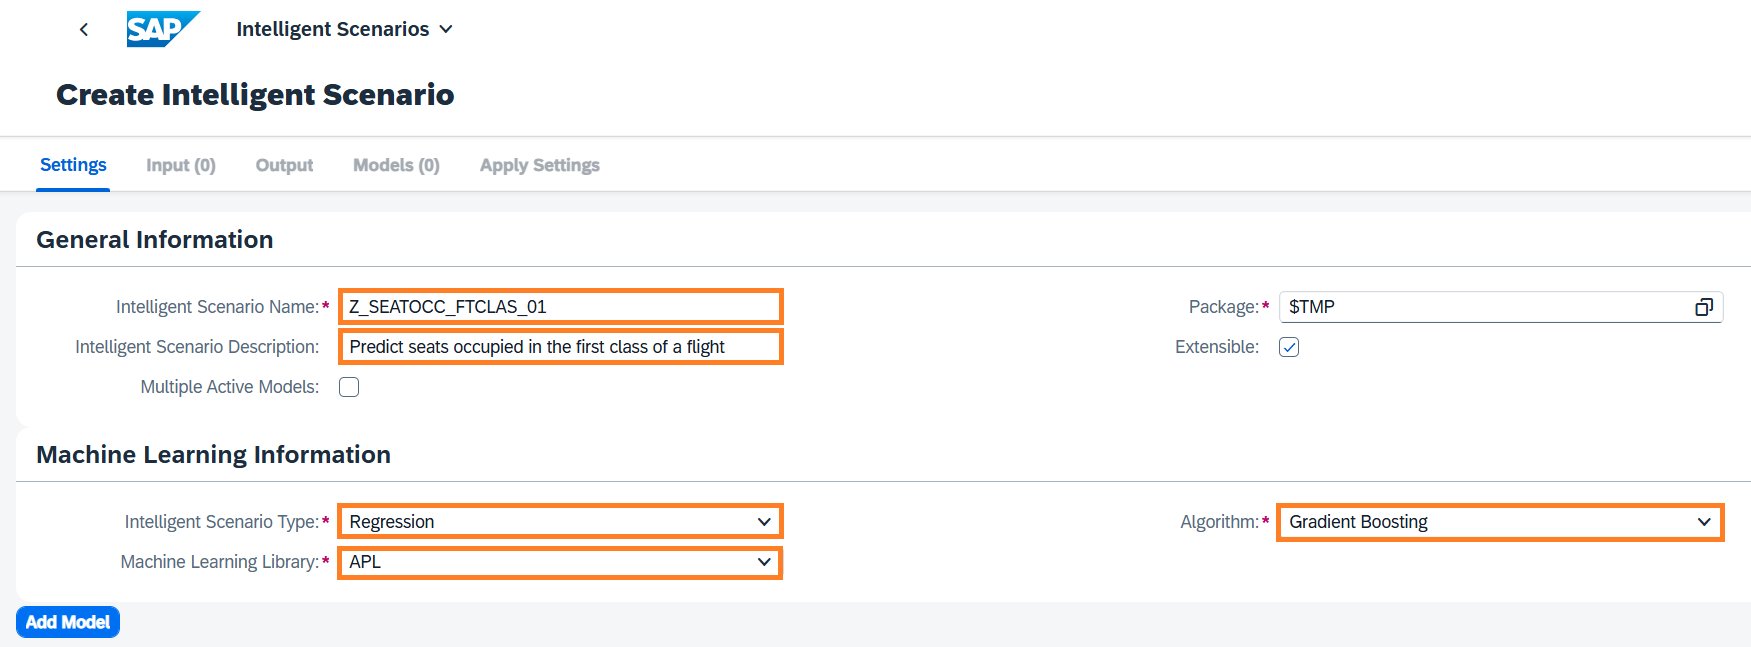 SAP Intelligent Scenarios
Create Intelligent Scenario
Settings Input (0) Output Models (0) Apply Settings
General Information
Intelligent Scenario Name:* Z_SEATOCC_FTCLAS_01 Package:* $TMP
Intelligent Scenario Description: Predict seats occupied in the first class of a flight Extensible:
Multiple Active Models:
Machine Learning Information
Intelligent Scenario Type:* Regression Algorithm:* Gradient Boosting
Machine Learning Library:* APL
Add Model